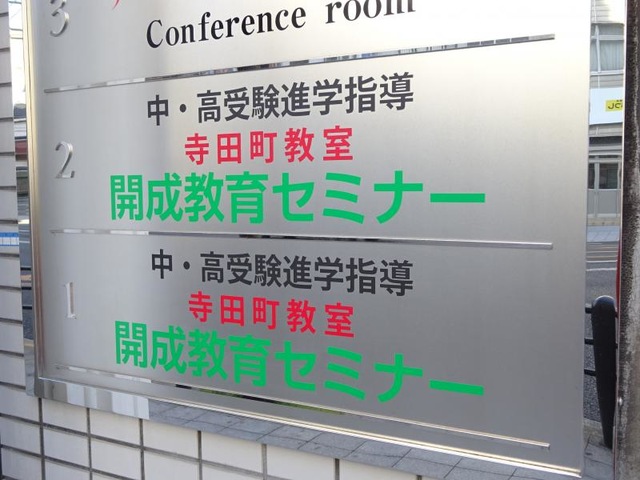 3
Conference room
2
中・高受験進学指導
寺田町教室
開成教育セミナー
1
中・高受験進学指導
寺田町教室
開成教育セミナー